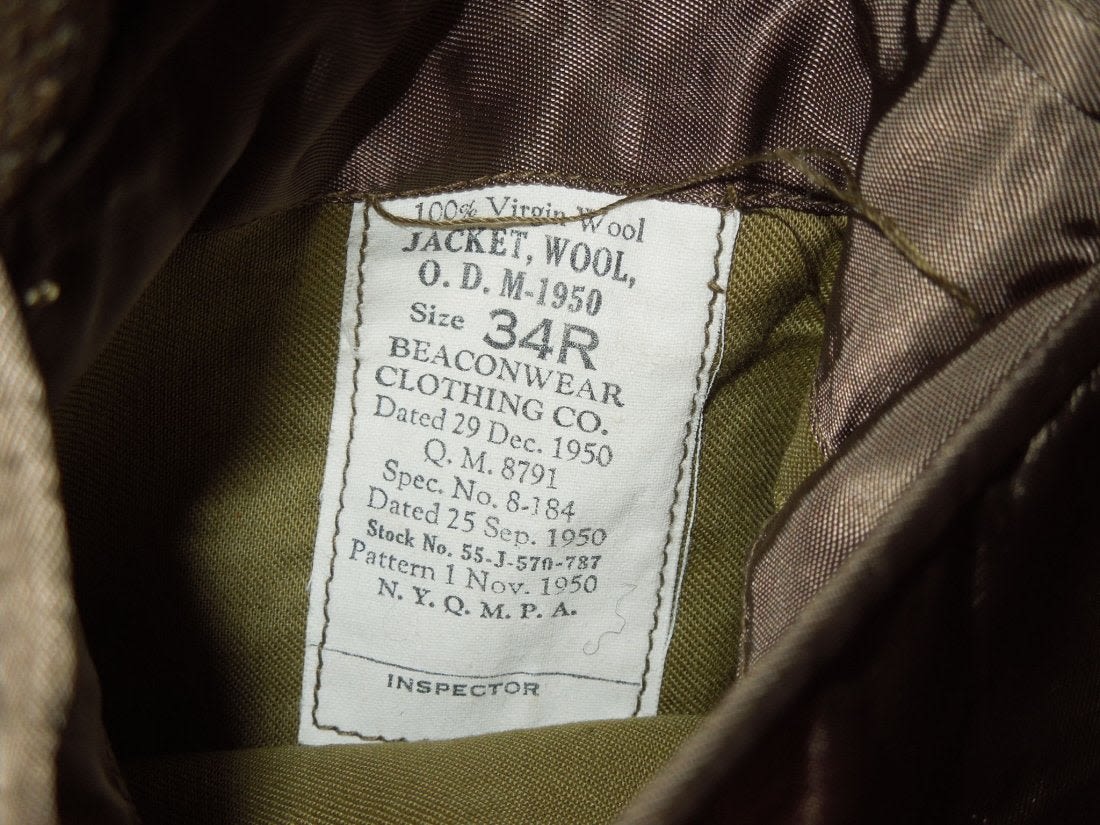 100% Virgin Wool
JACKET, WOOL,
O. D. M-1950
Size 34R
BEACONWEAR
CLOTHING CO.
Dated 29 Dec. 1950
Q. M. 8791
Spec. No. 8-184
Dated 25 Sep. 1950
Stock No. 55-J-570-787
Pattern 1 Nov. 1950
N. Y. Q. M. P. A.
INSPECTOR